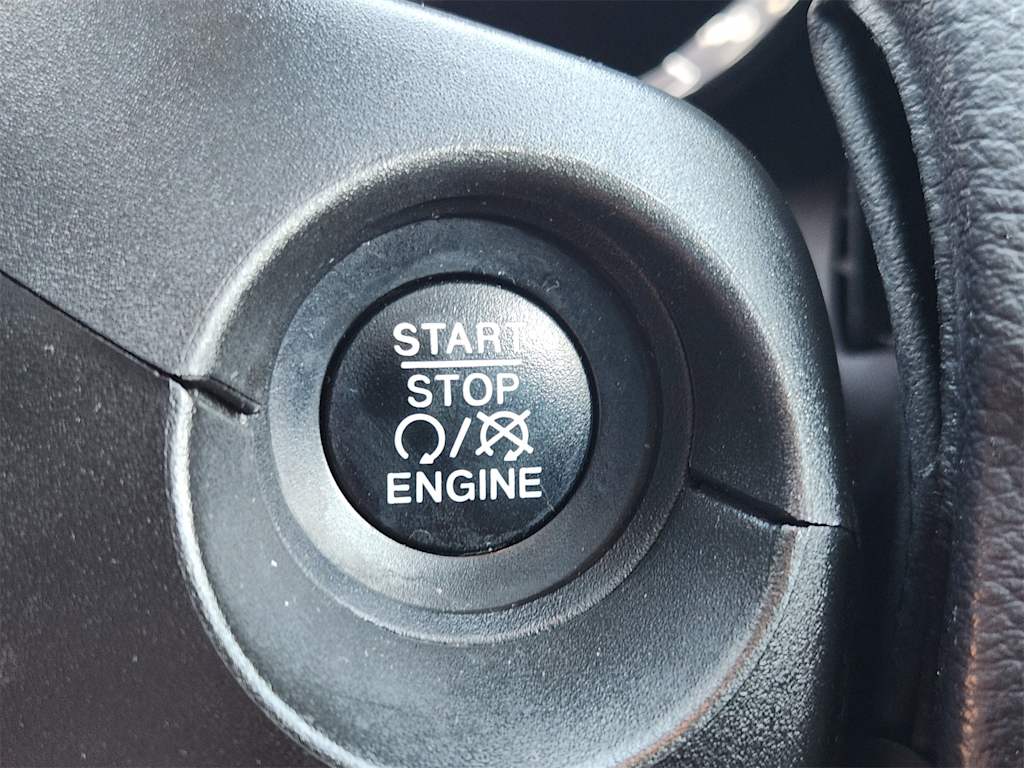 START
STOP
/
ENGINE